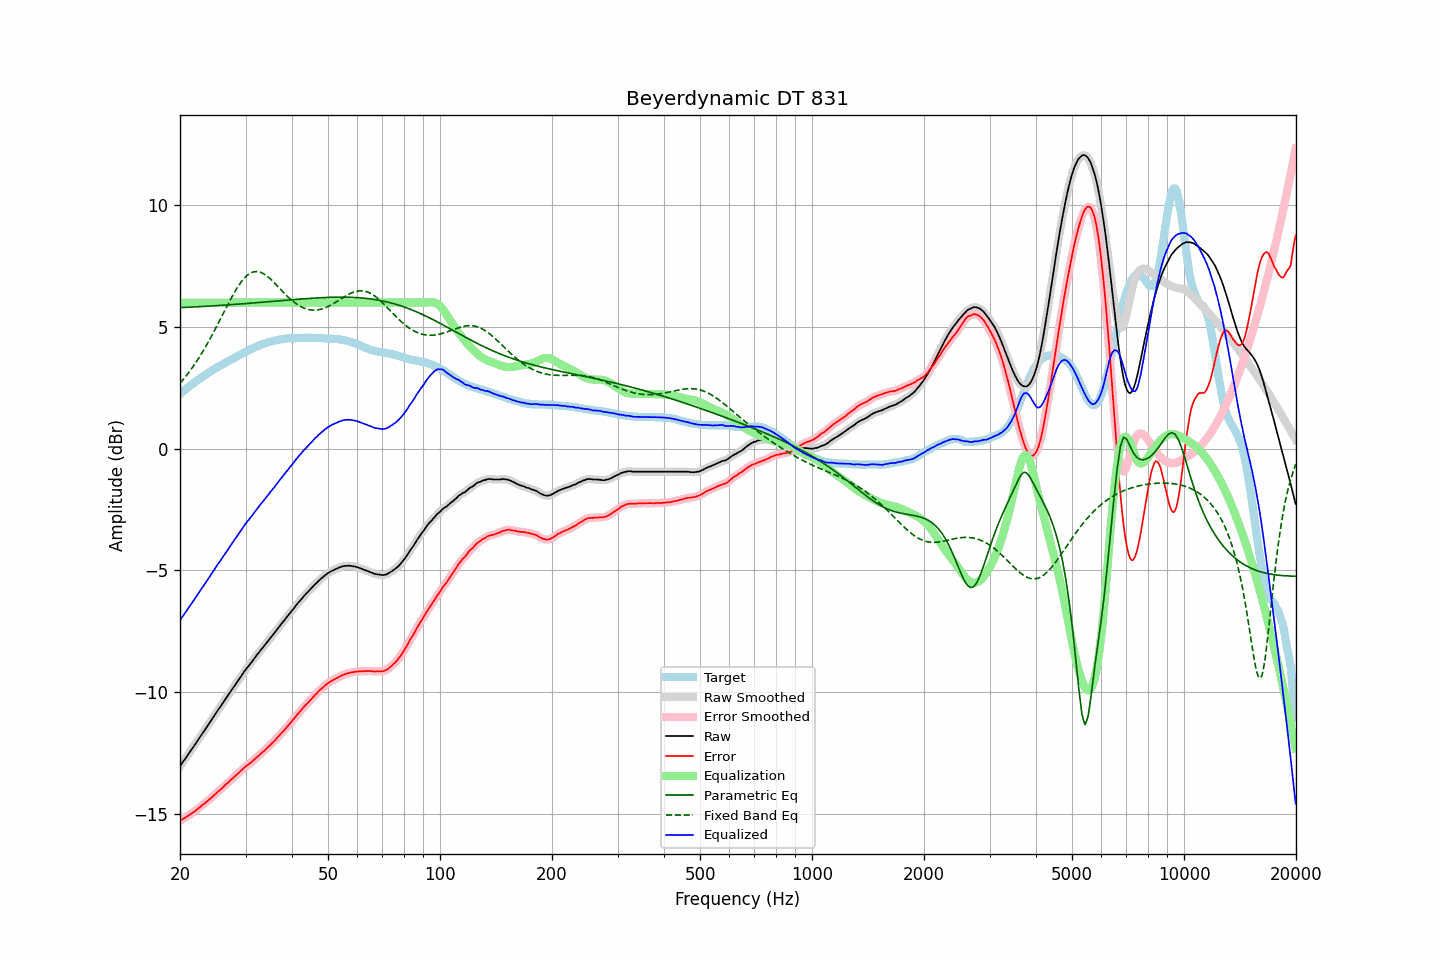 Beyerdynamic DT 831
Amplitude (dBr)
10
5
0
−5
−10
−15
Target
Raw Smoothed
Error Smoothed
Raw
Error
Equalization
Parametric Eq
Fixed Band Eq
Equalized
20 50 100 200 500 1000 2000 5000 10000 20000
Frequency (Hz)